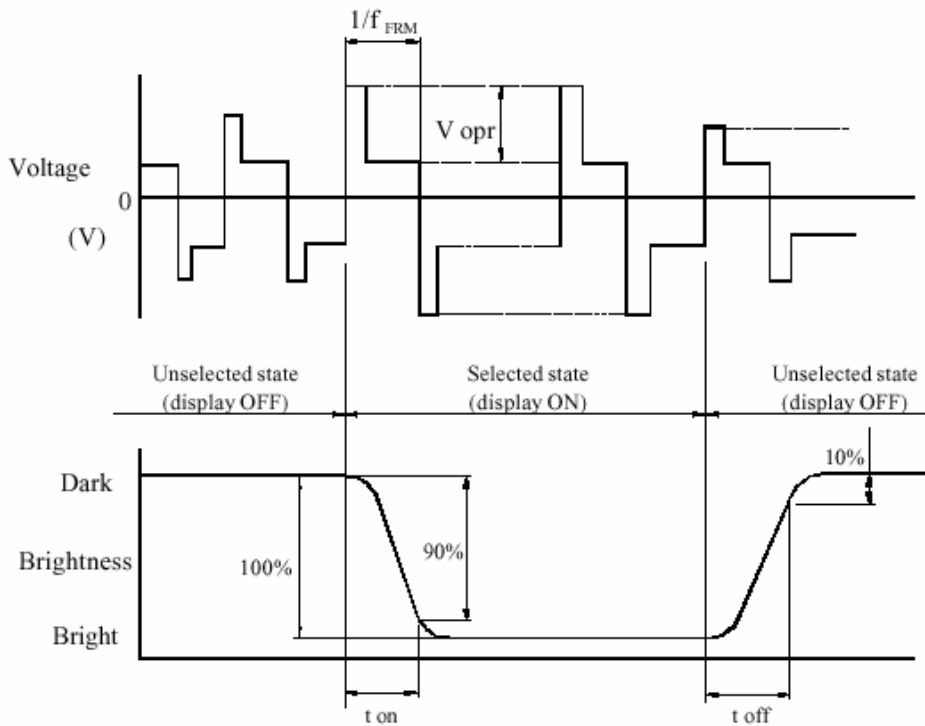 1/f FRM
V opr
Voltage
0
(V)
Unselected state
(display OFF)
Selected state
(display ON)
Unselected state
(display OFF)
Dark
Brightness
Bright
100%
90%
10%
t on
t off